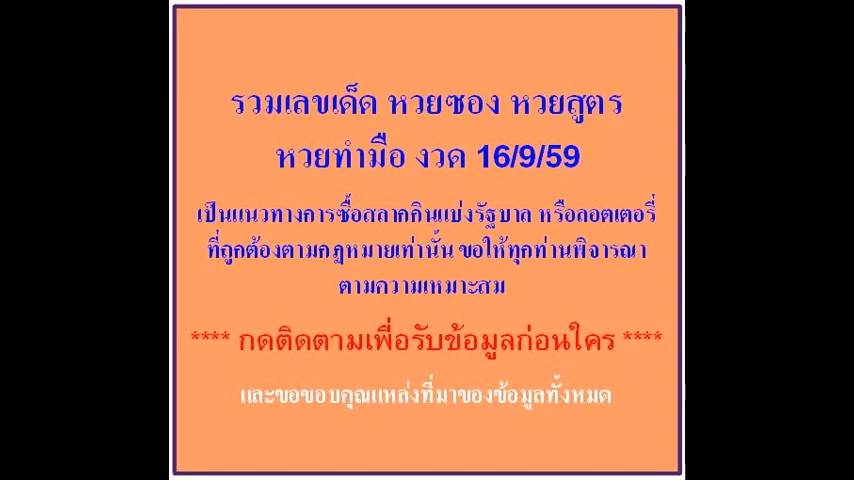 รวมเลขเด็ด หวยซอง หวยสูตร
หวยทำมือ งวด 16/9/59
เป็นแนวทางการซื้อสลากกินแบ่งรัฐบาล หรือลอตเตอรี่
ที่ถูกต้องตามกฎหมายเท่านั้น ขอให้ทุกท่านพิจารณา
ตามความเหมาะสม
**** กดติดตามเพื่อรับข้อมูลก่อนใคร ****
และขอขอบคุณแหล่งที่มาของข้อมูลทั้งหมด